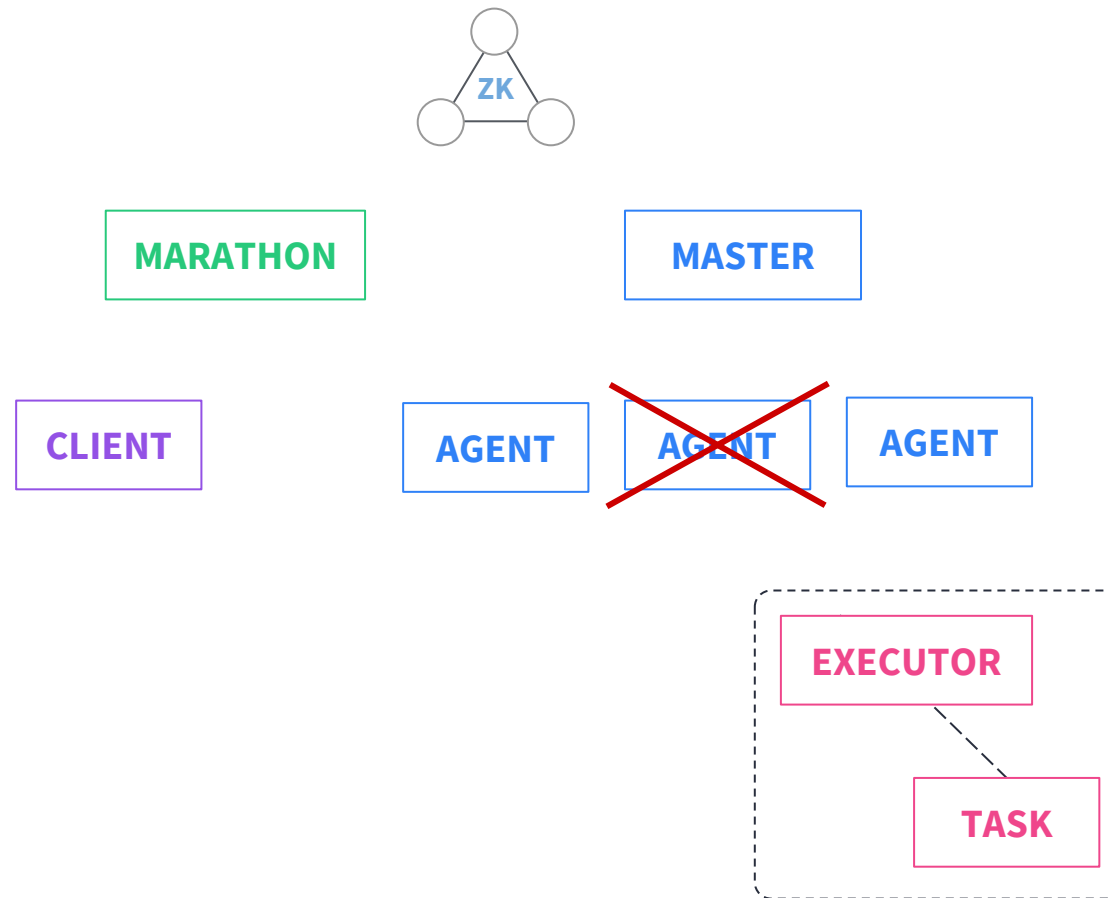 ZK
MARATHON
MASTER
CLIENT
AGENT
AGENT
AGENT
EXECUTOR
TASK